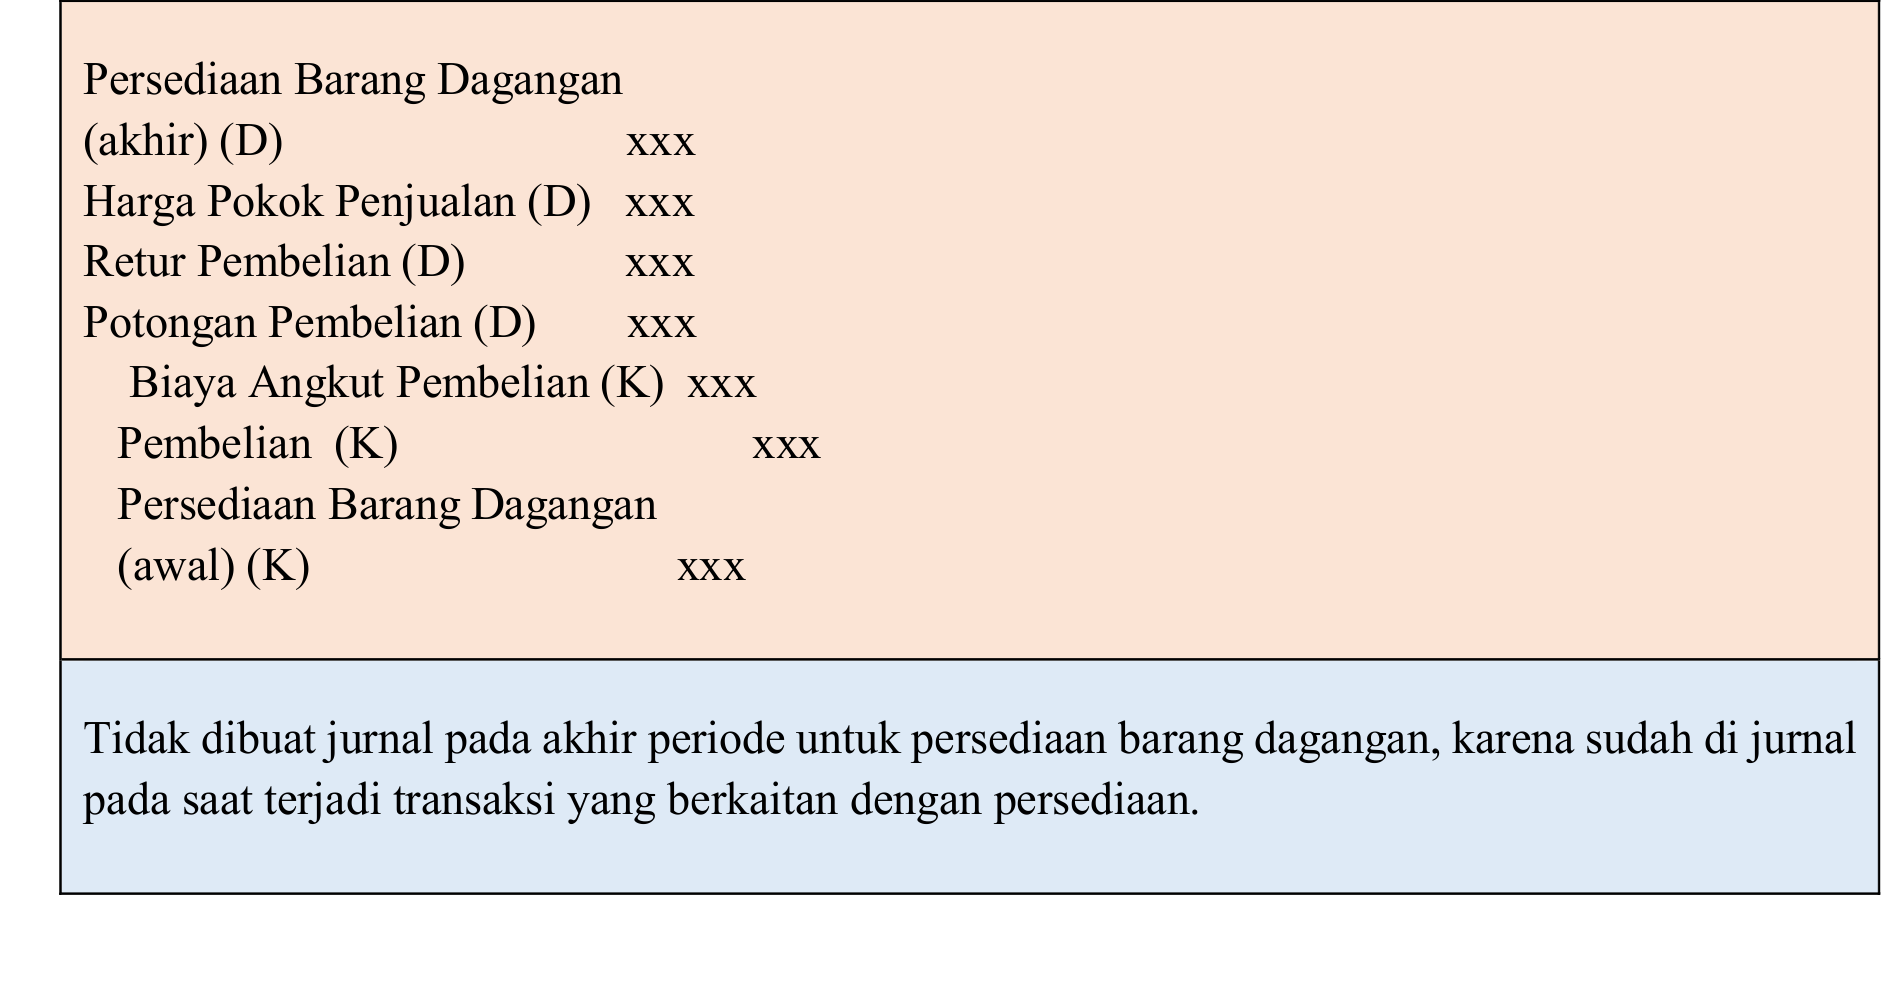 Persediaan Barang Dagangan
(akhir) (D) xxx
Harga Pokok Penjualan (D) xxx
Retur Pembelian (D) xxx
Potongan Pembelian (D) xxx
Biaya Angkut Pembelian (K) xxx
Pembelian (K) xxx
Persediaan Barang Dagangan
(awal) (K) xxx
Tidak dibuat jurnal pada akhir periode untuk persediaan barang dagangan, karena sudah di jurnal
pada saat terjadi transaksi yang berkaitan dengan persediaan.